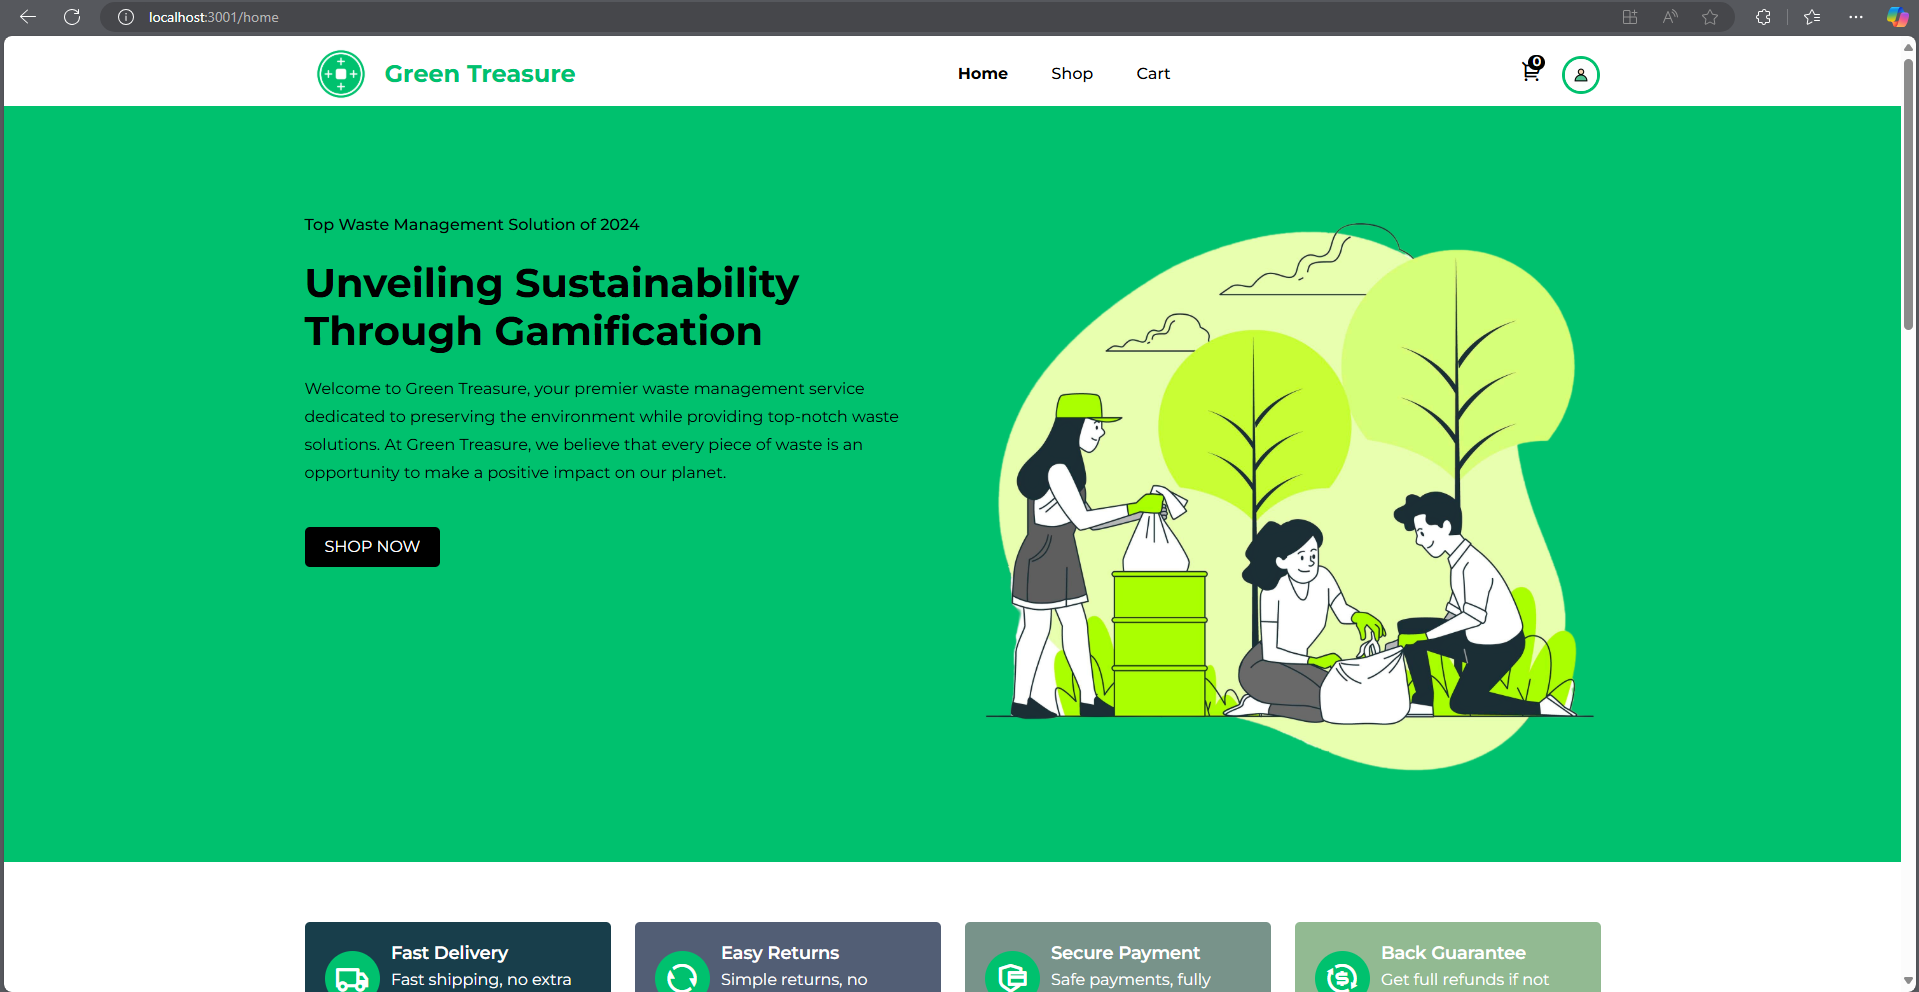 localhost:3001/home
Green Treasure
Home
Shop
Cart
0
Top Waste Management Solution of 2024
Unveiling Sustainability
Through Gamification
Welcome to Green Treasure, your premier waste management service
dedicated to preserving the environment while providing top-notch waste
solutions. At Green Treasure, we believe that every piece of waste is an
opportunity to make a positive impact on our planet.
SHOP NOW
Fast Delivery
Fast shipping, no extra
Easy Returns
Simple returns, no
Secure Payment
Safe payments, fully
Back Guarantee
Get full refunds if not